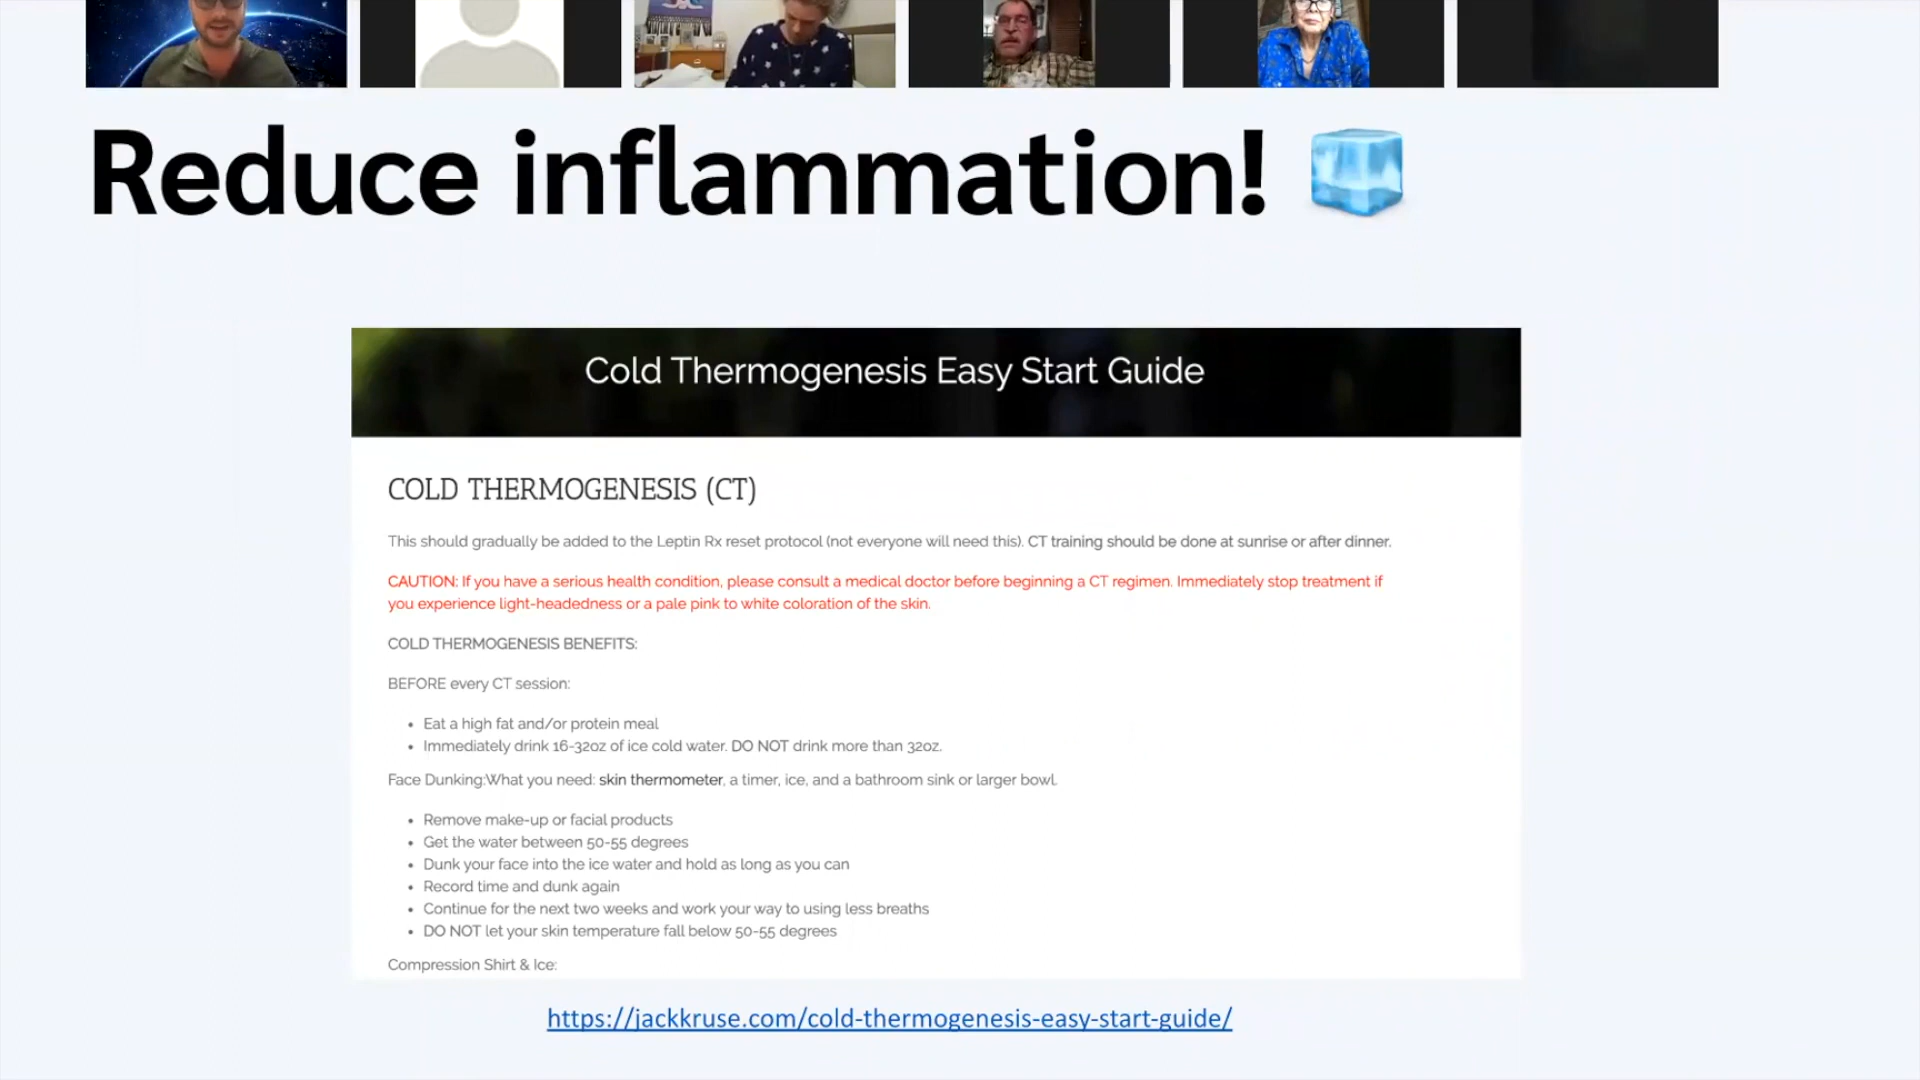 Reduce inflammation!
Cold Thermogenesis Easy Start Guide
COLD THERMOGENESIS (CT)
This should gradually be added to the Leptin Rx reset protocol (not everyone will need this). CT training should be done at sunrise or after dinner.
CAUTION: If you have a serious health condition, please consult a medical doctor before beginning a CT regimen. Immediately stop treatment if
you experience light-headedness or a pale pink to white coloration of the skin.
COLD THERMOGENESIS BENEFITS:
BEFORE every CT session:
• Eat a high fat and/or protein meal
• Immediately drink 16-32oz of ice cold water. DO NOT drink more than 32oz.
Face Dunking:What you need: skin thermometer, a timer, ice, and a bathroom sink or larger bowl.
• Remove make-up or facial products
• Get the water between 50-55 degrees
• Dunk your face into the ice water and hold as long as you can
• Record time and dunk again
• Continue for the next two weeks and work your way to using less breaths
• DO NOT let your skin temperature fall below 50-55 degrees
Compression Shirt & Ice:
https://jackkruse.com/cold-thermogenesis-easy-start-guide/